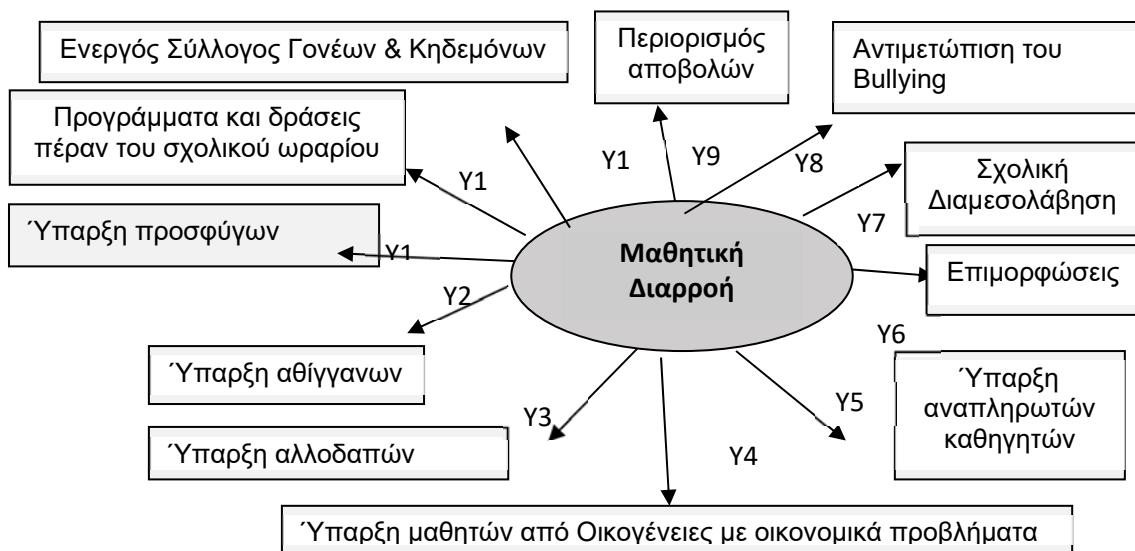 Ενεργός Σύλλογος Γονέων & Κηδεμόνων
Περιορισμός
αποβολών
Αντιμετώπιση του
Bullying
Προγράμματα και δράσεις
πέραν του σχολικού ωραρίου
Υ1
Υ1
Υ9
Υ8
Σχολική
Διαμεσολάβηση
Ύπαρξη προσφύγων
Υ1
Μαθητική
Διαρροή
Υ7
Επιμορφώσεις
Υ2
Υ6
Ύπαρξη αθίγγανων
Ύπαρξη
αναπληρωτών
καθηγητών
Υ3
Υ5
Ύπαρξη αλλοδαπών
Υ4
Ύπαρξη μαθητών από Οικογένειες με οικονομικά προβλήματα